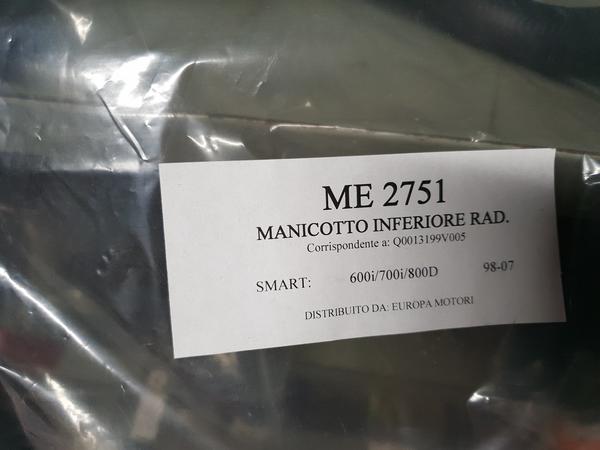 ME 2751
MANICOTTO INFERIORE RAD.
Corrispondente a: Q0013199V005
SMART: 600i/700i/800D 98-07
DISTRIBUITO DA: EUROPA MOTORI